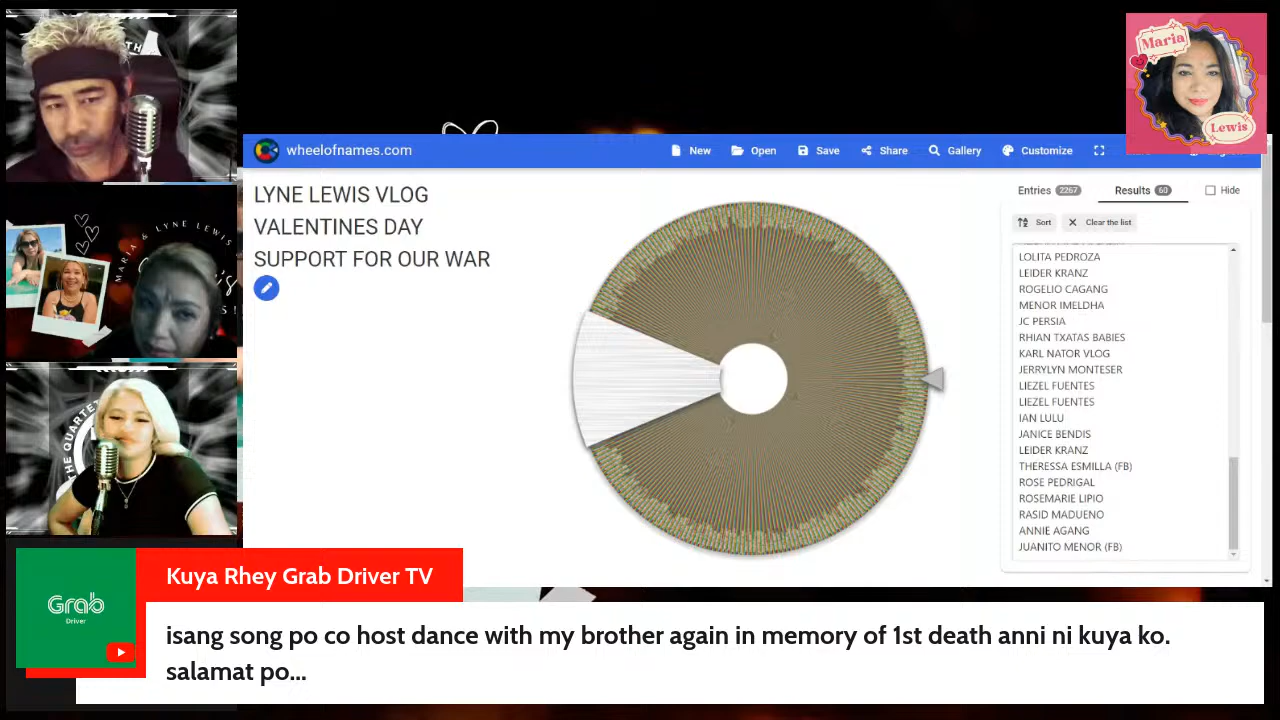 Maria
Lewis
wheelofnames.com
New
Open
Save
Share
Gallery
Customize
LYNE LEWIS VLOG
VALENTINES DAY
SUPPORT FOR OUR WAR
Entries 2267
Results 60
Hide
Sort
Clear the list
LOLITA PEDROZA
LEIDER KRANZ
ROGELIO CAGANG
MENOR IMELDHA
JC PERSIA
RHIAN TXATAS BABIES
KARL NATOR VLOG
JERRYLYN MONTESER
LIEZEL FUENTES
LIEZEL FUENTES
IAN LULU
JANICE BENDIS
LEIDER KRANZ
THERESSA ESMILLA (FB)
ROSE PEDRIGAL
ROSEMARIE LIPIO
RASID MADUENO
ANNIE AGANG
JUANITO MENOR (FB)
MARIA & LYNE LEWIS
THE QUARTET
Grab
Driver
Kuya Rhey Grab Driver TV
isang song po co host dance with my brother again in memory of 1st death anni ni kuya ko.
salamat po...